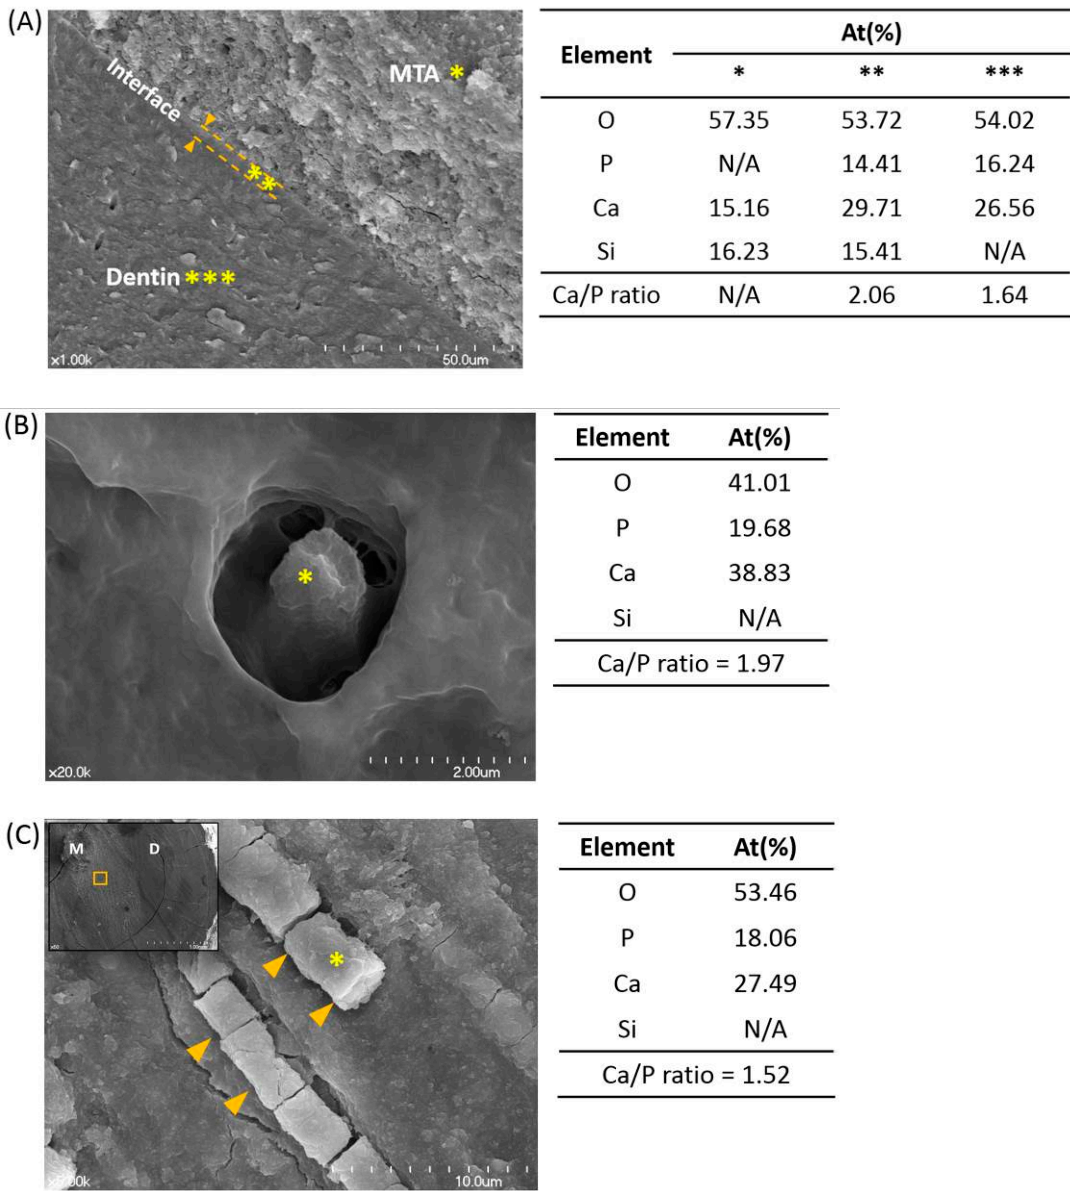 (A)
Interface
MTA *
**
Dentin ***
x1.00k 50.0um
Element At(%)
* ** ***
O 57.35 53.72 54.02
P N/A 14.41 16.24
Ca 15.16 29.71 26.56
Si 16.23 15.41 N/A
Ca/P ratio N/A 2.06 1.64
(B)
*
x20.0k 2.00um
Element At(%)
O 41.01
P 19.68
Ca 38.83
Si N/A
Ca/P ratio = 1.97
(C)
M D
*
10.0um
Element At(%)
O 53.46
P 18.06
Ca 27.49
Si N/A
Ca/P ratio = 1.52